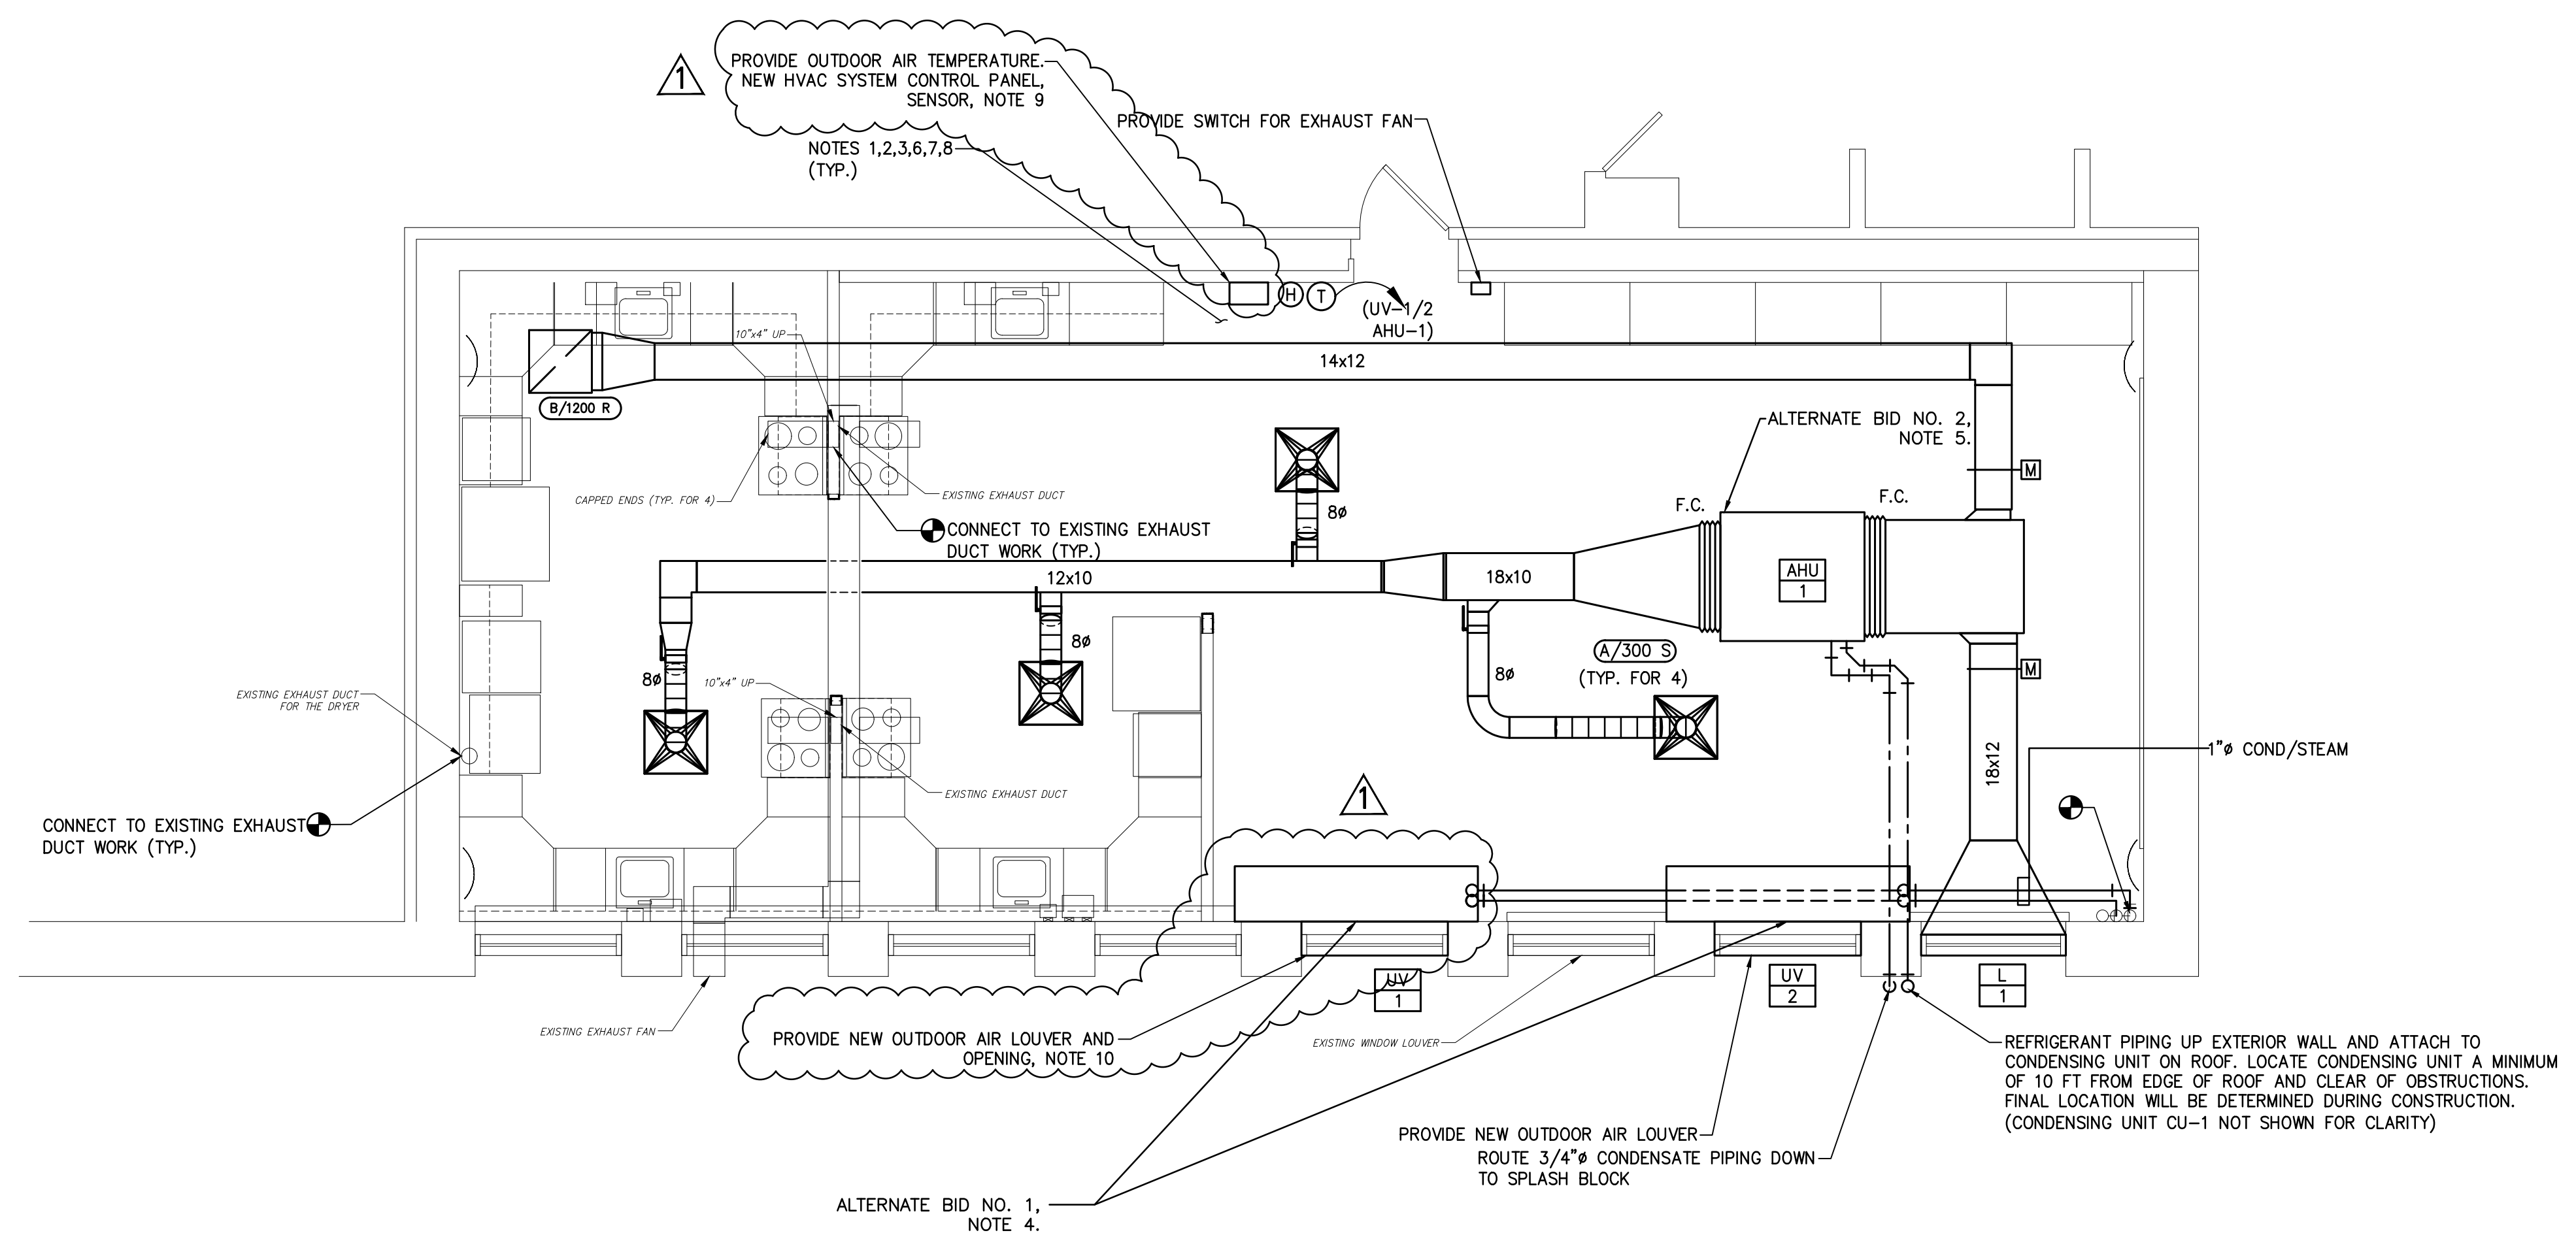 1
PROVIDE OUTDOOR AIR TEMPERATURE.
NEW HVAC SYSTEM CONTROL PANEL,
SENSOR, NOTE 9
PROVIDE SWITCH FOR EXHAUST FAN
NOTES 1,2,3,6,7,8
(TYP.)
H
T
(UV-1/2
AHU-1)
10"x4" UP
14x12
B/1200 R
ALTERNATE BID NO. 2,
NOTE 5.
M
CAPPED ENDS (TYP. FOR 4)
EXISTING EXHAUST DUCT
F.C.
F.C.
8ø
CONNECT TO EXISTING EXHAUST
DUCT WORK (TYP.)
12x10
18x10
AHU
1
8ø
8ø
8ø
A/300 S
(TYP. FOR 4)
M
10"x4" UP
EXISTING EXHAUST DUCT
FOR THE DRYER
18x12
1"ø COND/STEAM
EXISTING EXHAUST DUCT
1
CONNECT TO EXISTING EXHAUST
DUCT WORK (TYP.)
UV
1
UV
2
L
1
EXISTING EXHAUST FAN
PROVIDE NEW OUTDOOR AIR LOUVER AND
OPENING, NOTE 10
EXISTING WINDOW LOUVER
REFRIGERANT PIPING UP EXTERIOR WALL AND ATTACH TO
CONDENSING UNIT ON ROOF. LOCATE CONDENSING UNIT A MINIMUM
OF 10 FT FROM EDGE OF ROOF AND CLEAR OF OBSTRUCTIONS.
FINAL LOCATION WILL BE DETERMINED DURING CONSTRUCTION.
(CONDENSING UNIT CU-1 NOT SHOWN FOR CLARITY)
PROVIDE NEW OUTDOOR AIR LOUVER
ROUTE 3/4"ø CONDENSATE PIPING DOWN
TO SPLASH BLOCK
ALTERNATE BID NO. 1,
NOTE 4.